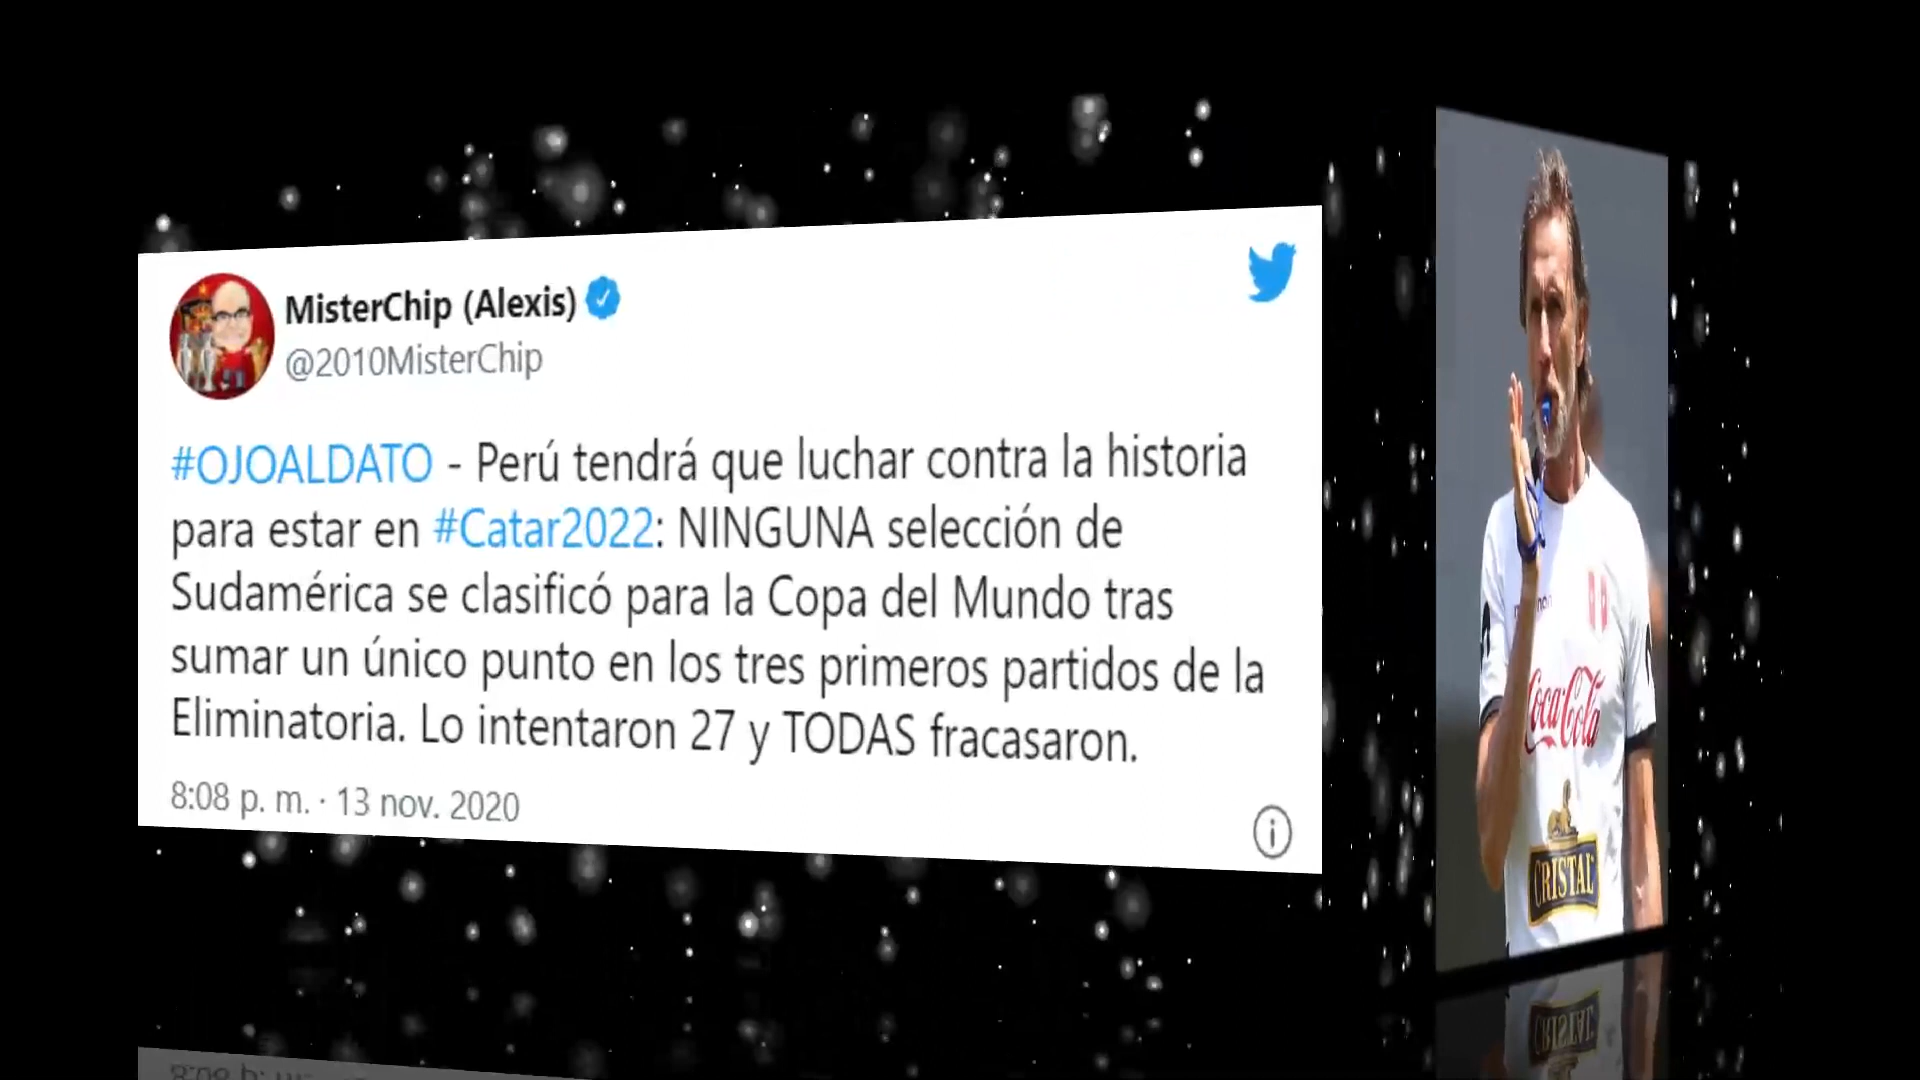 MisterChip (Alexis)
@2010MisterChip
#OJOALDATO - Perú tendrá que luchar contra la historia
para estar en #Catar2022: NINGUNA selección de
Sudamérica se clasificó para la Copa del Mundo tras
sumar un único punto en los tres primeros partidos de la
Eliminatoria. Lo intentaron 27 y TODAS fracasaron.
8:08 p. m. · 13 nov. 2020
Coca-Cola
CRISTAL